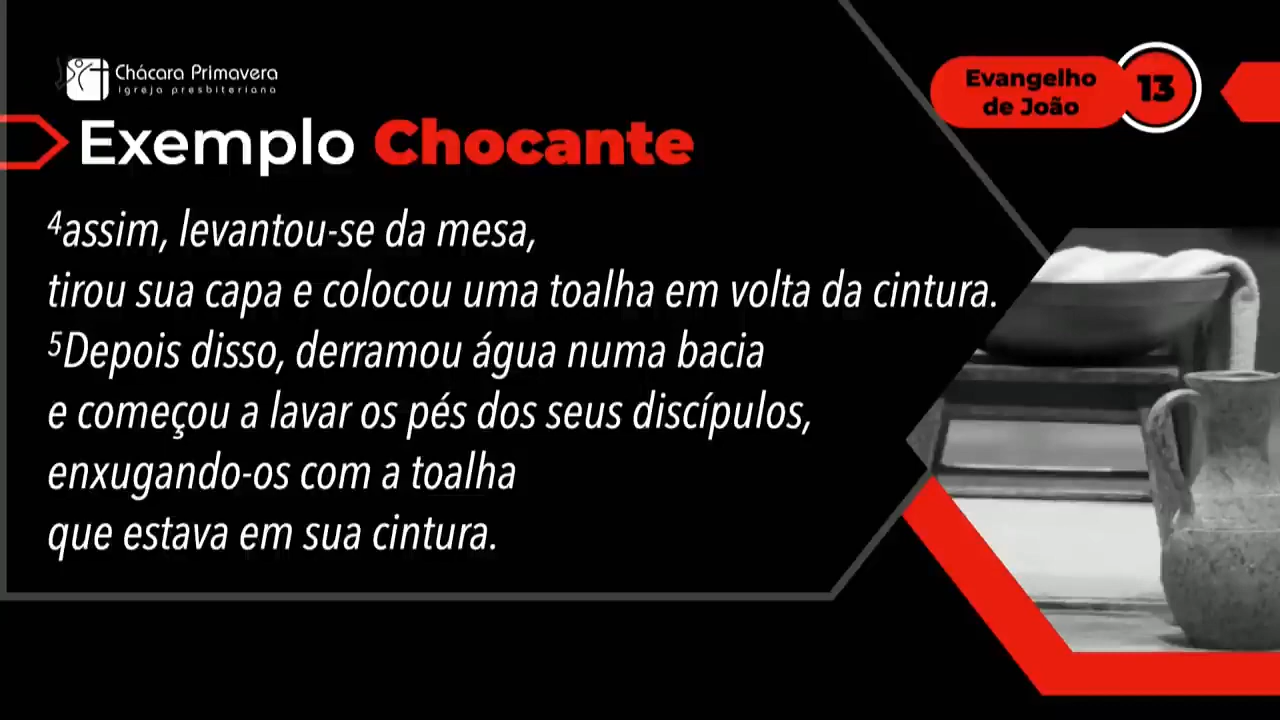 Chácara Primavera
igreja presbiteriana
Evangelho
de João
13
Exemplo Chocante
⁴assim, levantou-se da mesa,
tirou sua capa e colocou uma toalha em volta da cintura.
⁵Depois disso, derramou água numa bacia
e começou a lavar os pés dos seus discípulos,
enxugando-os com a toalha
que estava em sua cintura.